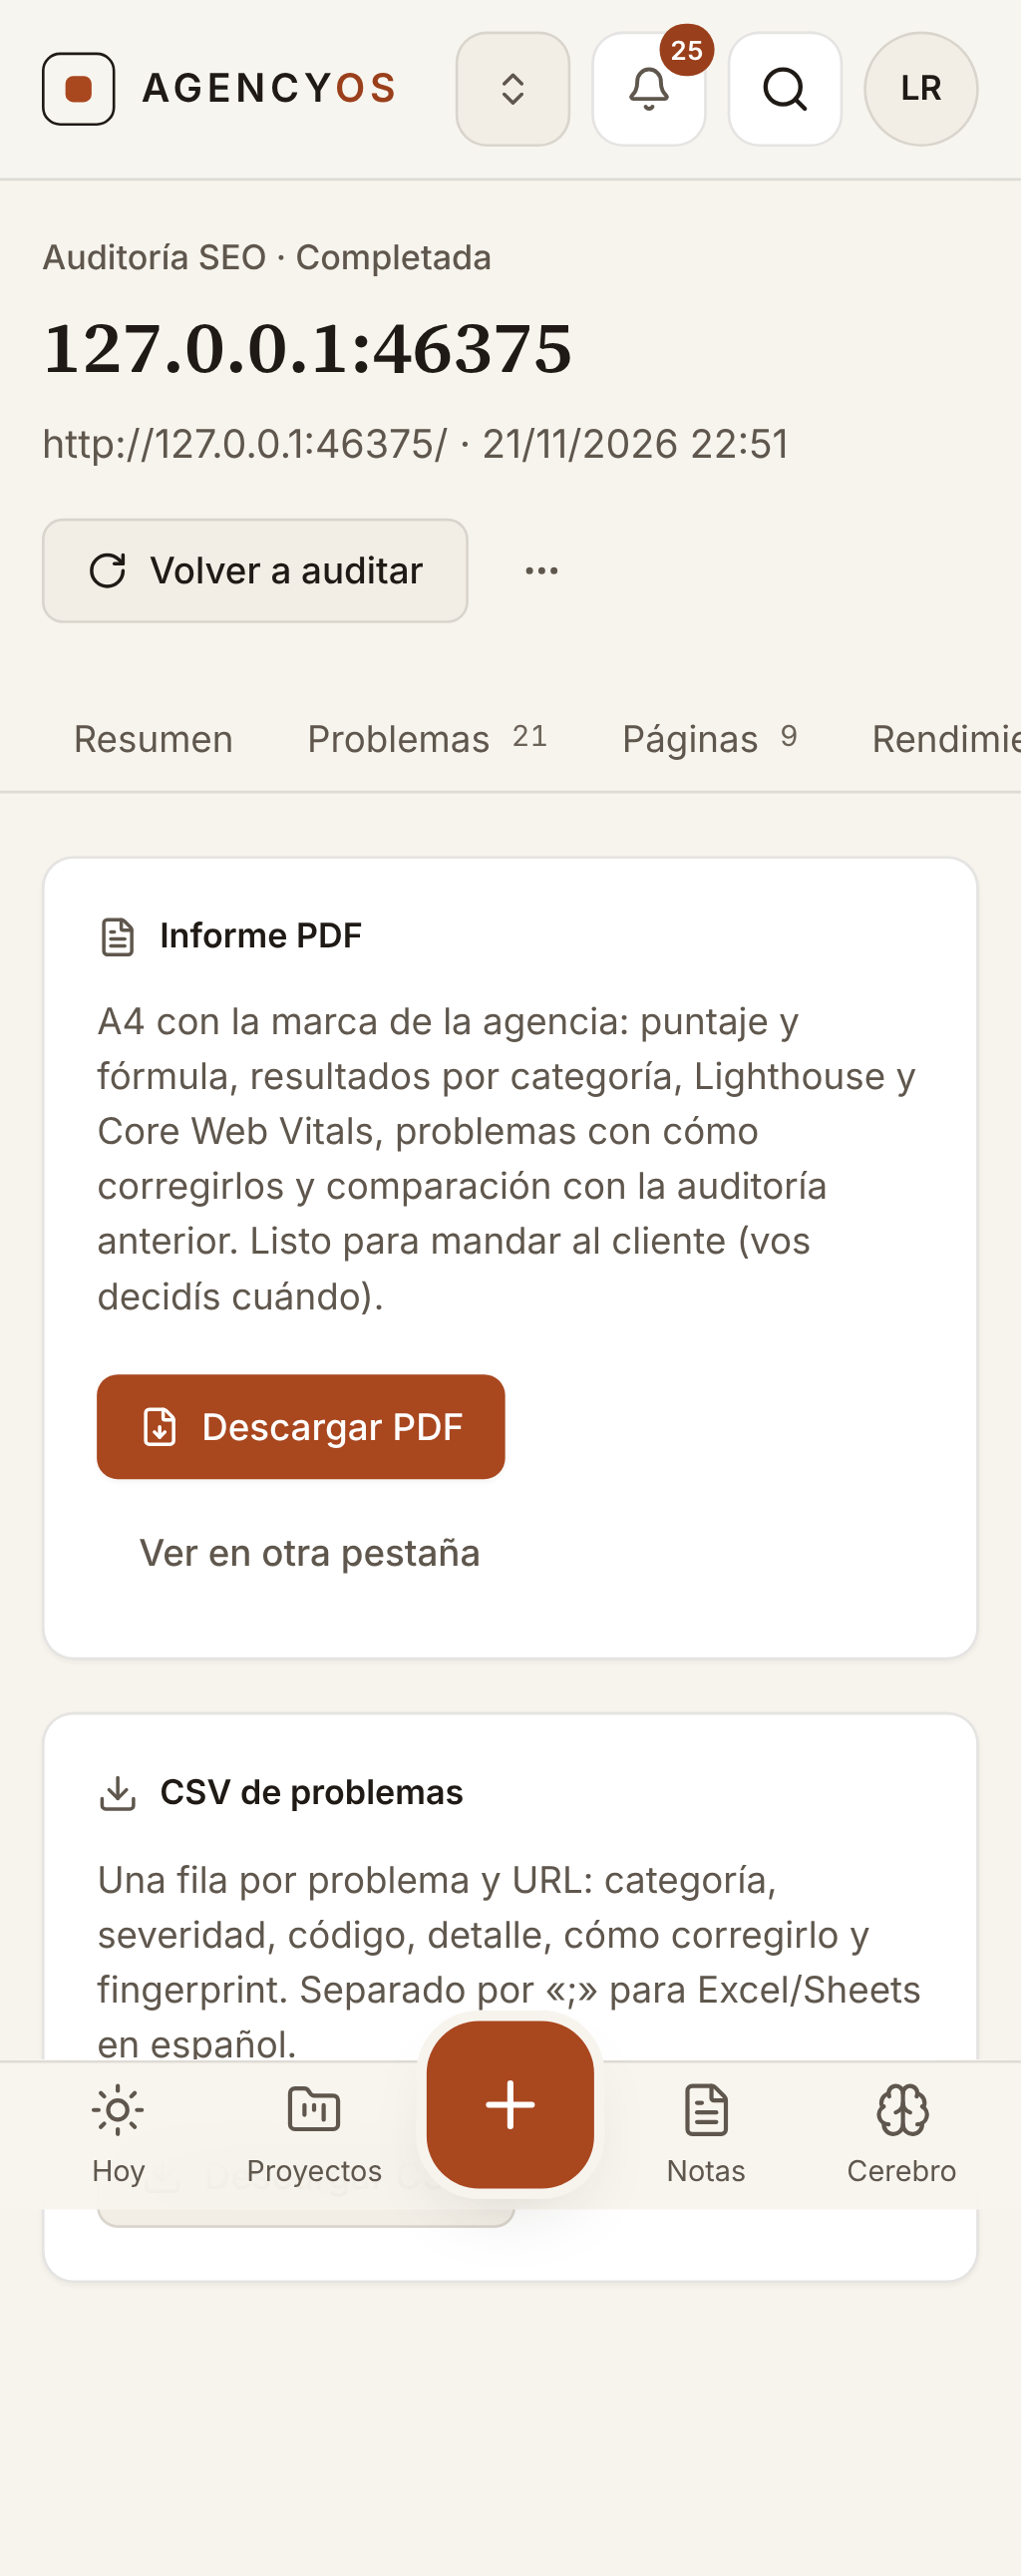 AGENCYOS
25
LR
Auditoría SEO · Completada
127.0.0.1:46375
http://127.0.0.1:46375/ · 21/11/2026 22:51
Volver a auditar
Resumen Problemas 21 Páginas 9 Rendimie
Informe PDF
A4 con la marca de la agencia: puntaje y
fórmula, resultados por categoría, Lighthouse y
Core Web Vitals, problemas con cómo
corregirlos y comparación con la auditoría
anterior. Listo para mandar al cliente (vos
decidís cuándo).
Descargar PDF
Ver en otra pestaña
CSV de problemas
Una fila por problema y URL: categoría,
severidad, código, detalle, cómo corregirlo y
fingerprint. Separado por «;» para Excel/Sheets
en español.
Hoy Proyectos Notas Cerebro